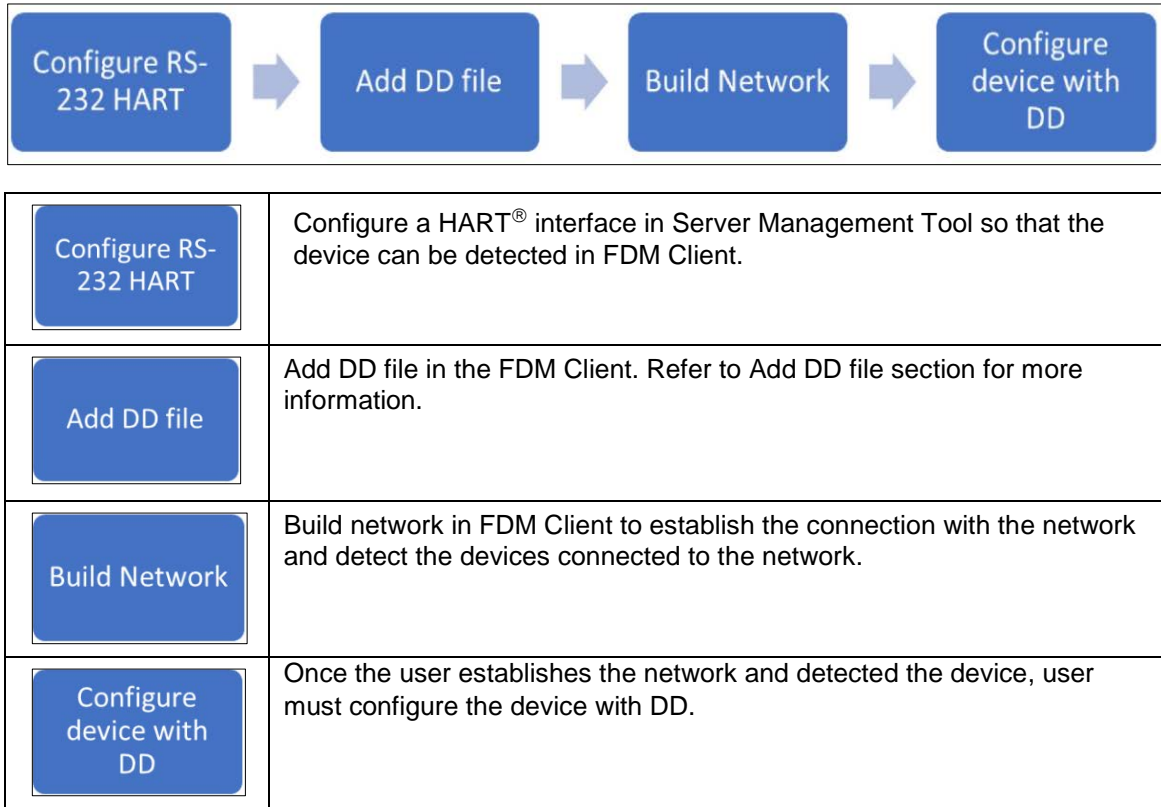 Configure RS-
232 HART
Add DD file
Build Network
Configure
device with
DD
Configure RS-
232 HART
Configure a HART® interface in Server Management Tool so that the
device can be detected in FDM Client.
Add DD file
Add DD file in the FDM Client. Refer to Add DD file section for more
information.
Build Network
Build network in FDM Client to establish the connection with the network
and detect the devices connected to the network.
Configure
device with
DD
Once the user establishes the network and detected the device, user
must configure the device with DD.